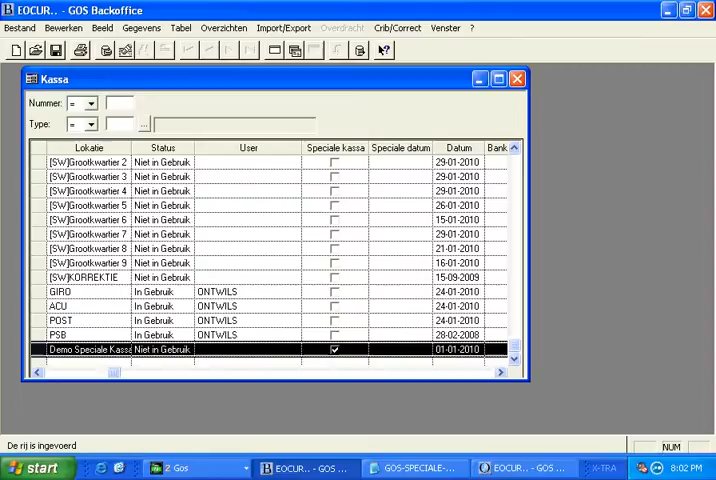 EOCUR.. - GOS Backoffice
Bestand Bewerken Beeld Gegevens Tabel Overzichten Import/Export Overdracht Crib/Correct Venster ?
Kassa
Nummer: =
Type: = ...
Lokatie Status User Speciale kassa Speciale datum Datum Bank
[SW]Grootkwartier 2 Niet in Gebruik 29-01-2010
[SW]Grootkwartier 3 Niet in Gebruik 29-01-2010
[SW]Grootkwartier 4 Niet in Gebruik 29-01-2010
[SW]Grootkwartier 5 Niet in Gebruik 26-01-2010
[SW]Grootkwartier 6 Niet in Gebruik 15-01-2010
[SW]Grootkwartier 7 Niet in Gebruik 29-01-2010
[SW]Grootkwartier 8 Niet in Gebruik 21-01-2010
[SW]Grootkwartier 9 Niet in Gebruik 16-01-2010
[SW]KORREKTIE Niet in Gebruik 15-09-2009
GIRO In Gebruik ONTWILS 24-01-2010
ACU In Gebruik ONTWILS 24-01-2010
POST In Gebruik ONTWILS 24-01-2010
PSB In Gebruik ONTWILS 28-02-2008
Demo Speciale Kassa Niet in Gebruik 01-01-2010
De rij is ingevoerd NUM
start 2 Gos EOCUR.. - GOS ... GOS-SPECIALE-... EOCUR.. - GOS ... X-TRA 8:02 PM